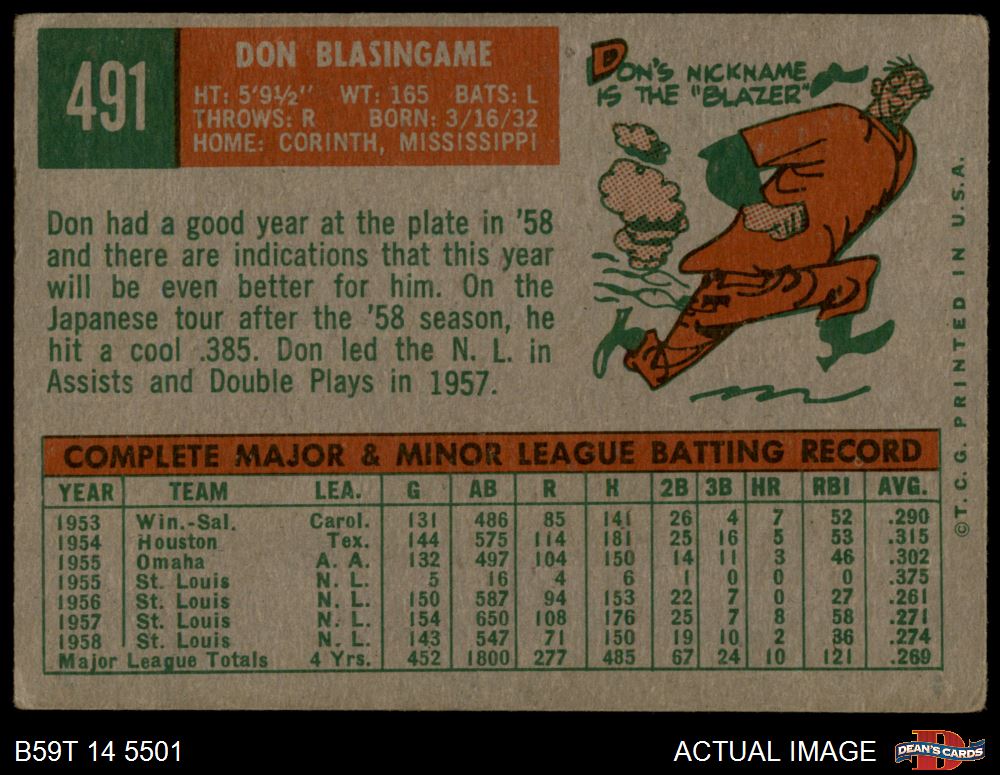 491
DON BLASINGAME
HT: 5'9½" WT: 165 BATS: L
THROWS: R BORN: 3/16/32
HOME: CORINTH, MISSISSIPPI
DON'S NICKNAME
IS THE "BLAZER"
Don had a good year at the plate in '58
and there are indications that this year
will be even better for him. On the
Japanese tour after the '58 season, he
hit a cool .385. Don led the N. L. in
Assists and Double Plays in 1957.
COMPLETE MAJOR & MINOR LEAGUE BATTING RECORD
YEAR TEAM LEA. G AB R H 2B 3B HR RBI AVG.
1953 Win.-Sal. Carol. 131 486 85 141 26 4 7 52 .290
1954 Houston Tex. 144 575 114 181 25 16 5 53 .315
1955 Omaha A. A. 132 497 104 150 14 11 3 46 .302
1955 St. Louis N. L. 5 16 4 6 1 0 0 0 .375
1956 St. Louis N. L. 150 587 94 153 22 7 0 27 .261
1957 St. Louis N. L. 154 650 108 176 25 7 8 58 .271
1958 St. Louis N. L. 143 547 71 150 19 10 2 36 .274
Major League Totals 4 Yrs. 452 1800 277 485 67 24 10 121 .269
©T.C.G. PRINTED IN U.S.A.
B59T 14 5501
ACTUAL IMAGE
D
DEAN'S CARDS